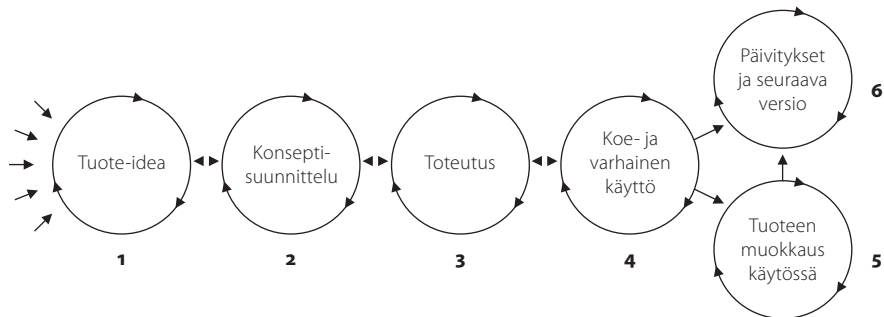 Tuote-idea
1
Konsepti-
suunnittelu
2
Toteutus
3
Koe- ja
varhainen
käyttö
4
Päivitykset
ja seuraava
versio
6
Tuoteen
muokkaus
käytössä
5